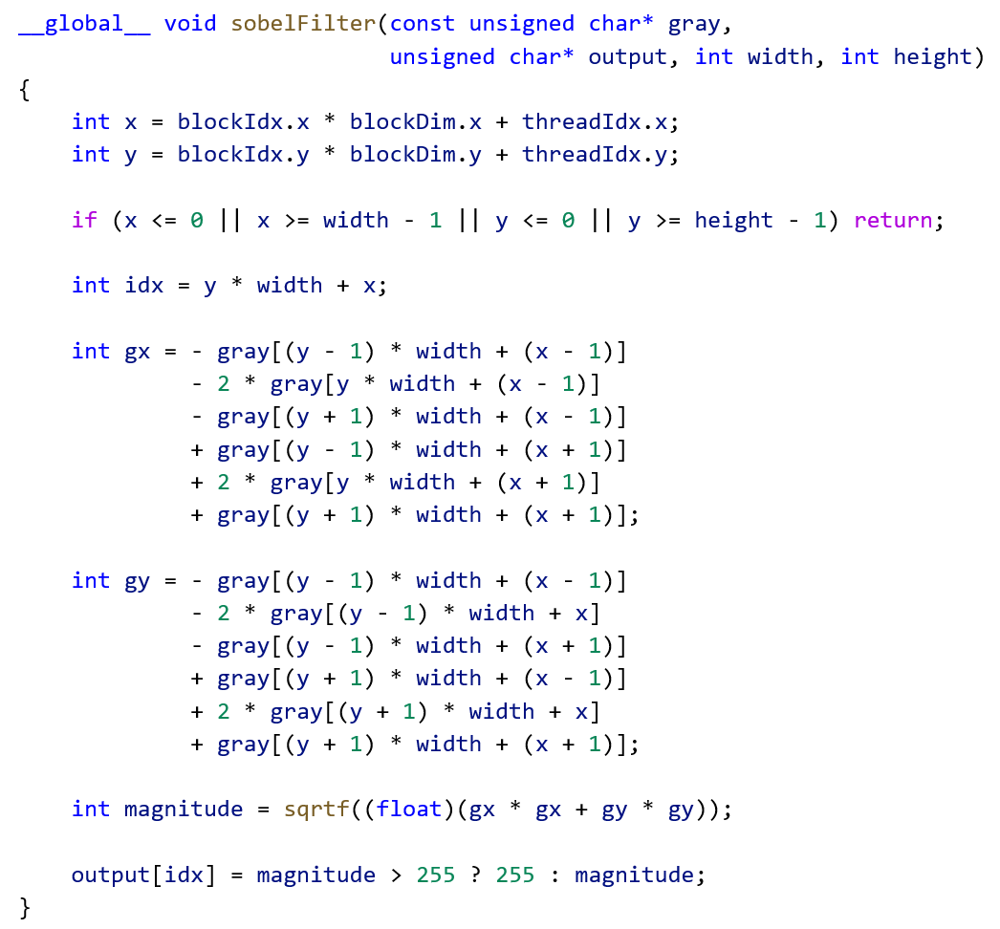 __global__ void sobelFilter(const unsigned char* gray,
                            unsigned char* output, int width, int height)
{
    int x = blockIdx.x * blockDim.x + threadIdx.x;
    int y = blockIdx.y * blockDim.y + threadIdx.y;

    if (x <= 0 || x >= width - 1 || y <= 0 || y >= height - 1) return;

    int idx = y * width + x;

    int gx = - gray[(y - 1) * width + (x - 1)]
             - 2 * gray[y * width + (x - 1)]
             - gray[(y + 1) * width + (x - 1)]
             + gray[(y - 1) * width + (x + 1)]
             + 2 * gray[y * width + (x + 1)]
             + gray[(y + 1) * width + (x + 1)];

    int gy = - gray[(y - 1) * width + (x - 1)]
             - 2 * gray[(y - 1) * width + x]
             - gray[(y - 1) * width + (x + 1)]
             + gray[(y + 1) * width + (x - 1)]
             + 2 * gray[(y + 1) * width + x]
             + gray[(y + 1) * width + (x + 1)];

    int magnitude = sqrtf((float)(gx * gx + gy * gy));

    output[idx] = magnitude > 255 ? 255 : magnitude;
}